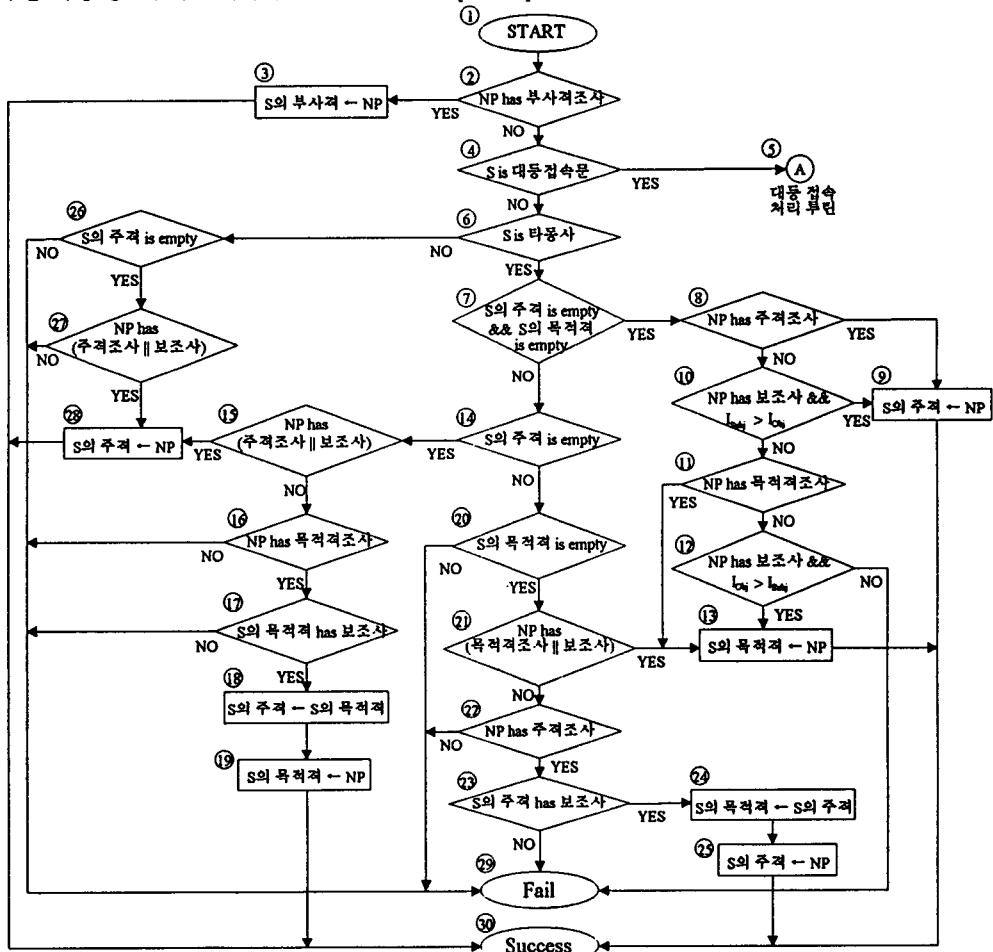 ①
START
②
NP has 부사격조사
YES
NO
③
S의 부사격 ← NP
④
S is 대등접속문
YES
NO
⑤
A
대등 접속
처리 루틴
⑥
S is 타동사
NO
YES
㉖
S의 주격 is empty
NO
YES
⑦
S의 주격 is empty
&& S의 목적격
is empty
YES
NO
⑧
NP has 주격조사
YES
NO
㉗
NP has
(주격조사 || 보조사)
NO
YES
⑩
NP has 보조사 &&
I_Subj > I_Obj
YES
NO
⑨
S의 주격 ← NP
㉘
S의 주격 ← NP
⑮
NP has
(주격조사 || 보조사)
YES
NO
⑭
S의 주격 is empty
YES
NO
⑪
NP has 목적격조사
YES
NO
⑯
NP has 목적격조사
NO
YES
⑳
S의 목적격 is empty
NO
YES
⑫
NP has 보조사 &&
I_Obj > I_Subj
NO
YES
⑰
S의 목적격 has 보조사
NO
YES
㉑
NP has
(목적격조사 || 보조사)
YES
NO
⑬
S의 목적격 ← NP
⑱
S의 주격 ← S의 목적격
㉒
NP has 주격조사
NO
YES
⑲
S의 목적격 ← NP
㉓
S의 주격 has 보조사
YES
NO
㉔
S의 목적격 ← S의 주격
㉕
S의 주격 ← NP
㉙
Fail
㉚
Success